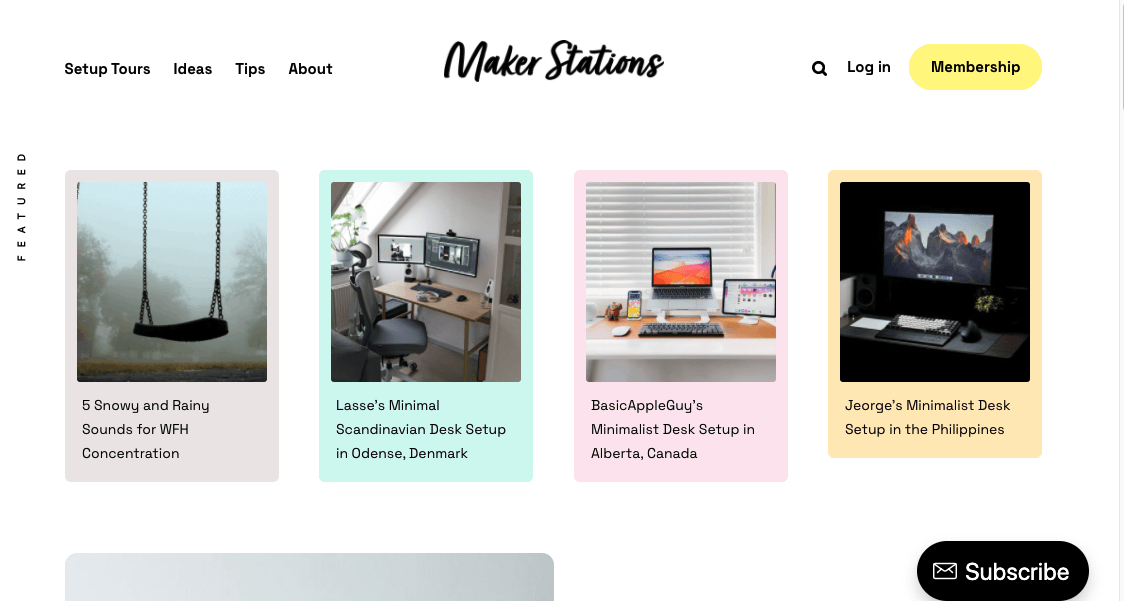 Setup Tours Ideas Tips About
Maker Stations
Log in
Membership
FEATURED
5 Snowy and Rainy
Sounds for WFH
Concentration
Lasse's Minimal
Scandinavian Desk Setup
in Odense, Denmark
BasicAppleGuy's
Minimalist Desk Setup in
Alberta, Canada
Jeorge's Minimalist Desk
Setup in the Philippines
Subscribe